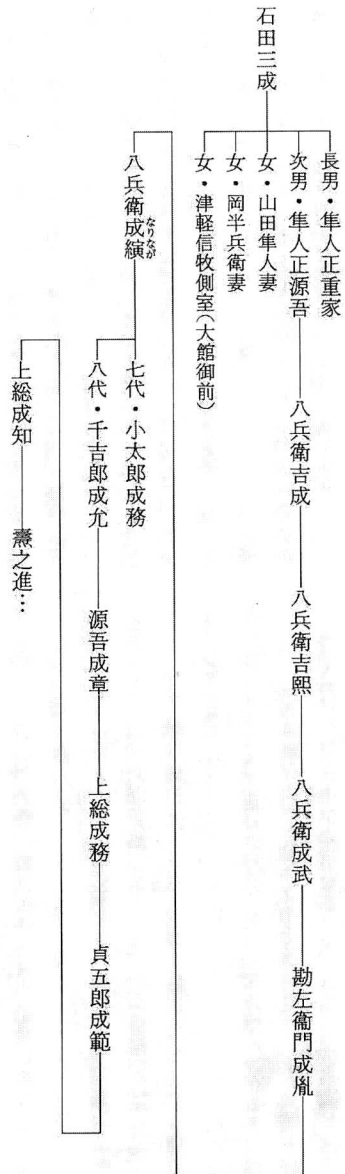 石田三成
長男・隼人正重家
次男・隼人正源吾
八兵衛吉成
八兵衛吉熙
八兵衛成武
勘左衞門成胤
女・山田隼人妻
女・岡半兵衛妻
女・津軽信牧側室(大館御前)
八兵衛成縯
なりなが
七代・小太郎成務
八代・千吉郎成允
源吾成章
上総成務
貞五郎成範
上総成知
燾之進…